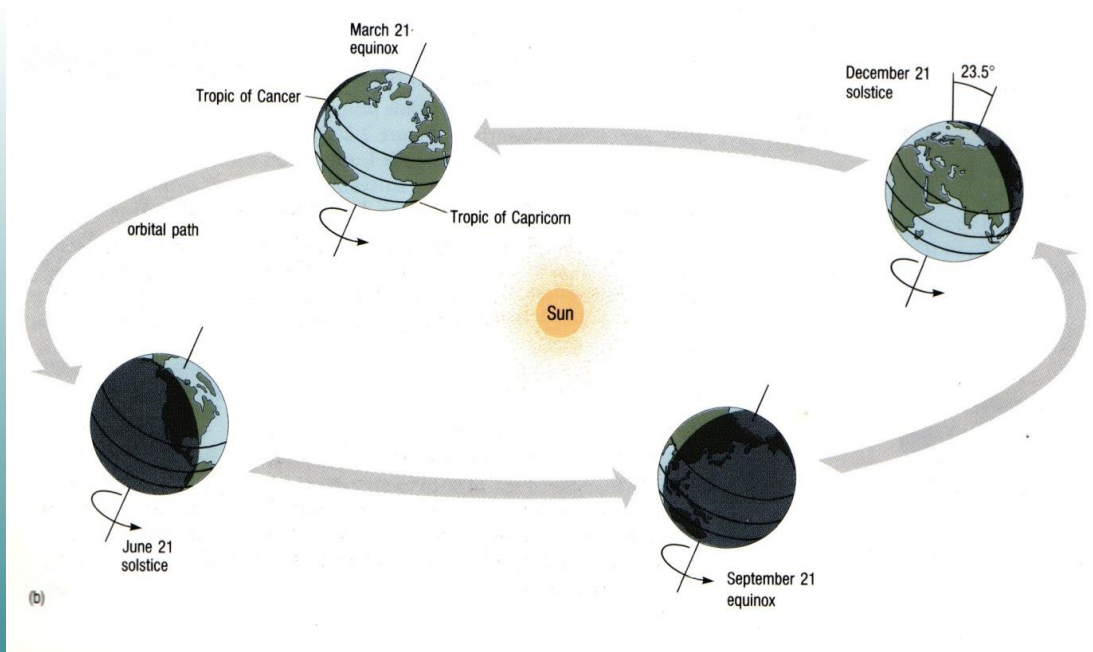 March 21
equinox
Tropic of Cancer
December 21
solstice
23.5°
Tropic of Capricorn
orbital path
Sun
June 21
solstice
September 21
equinox
(b)